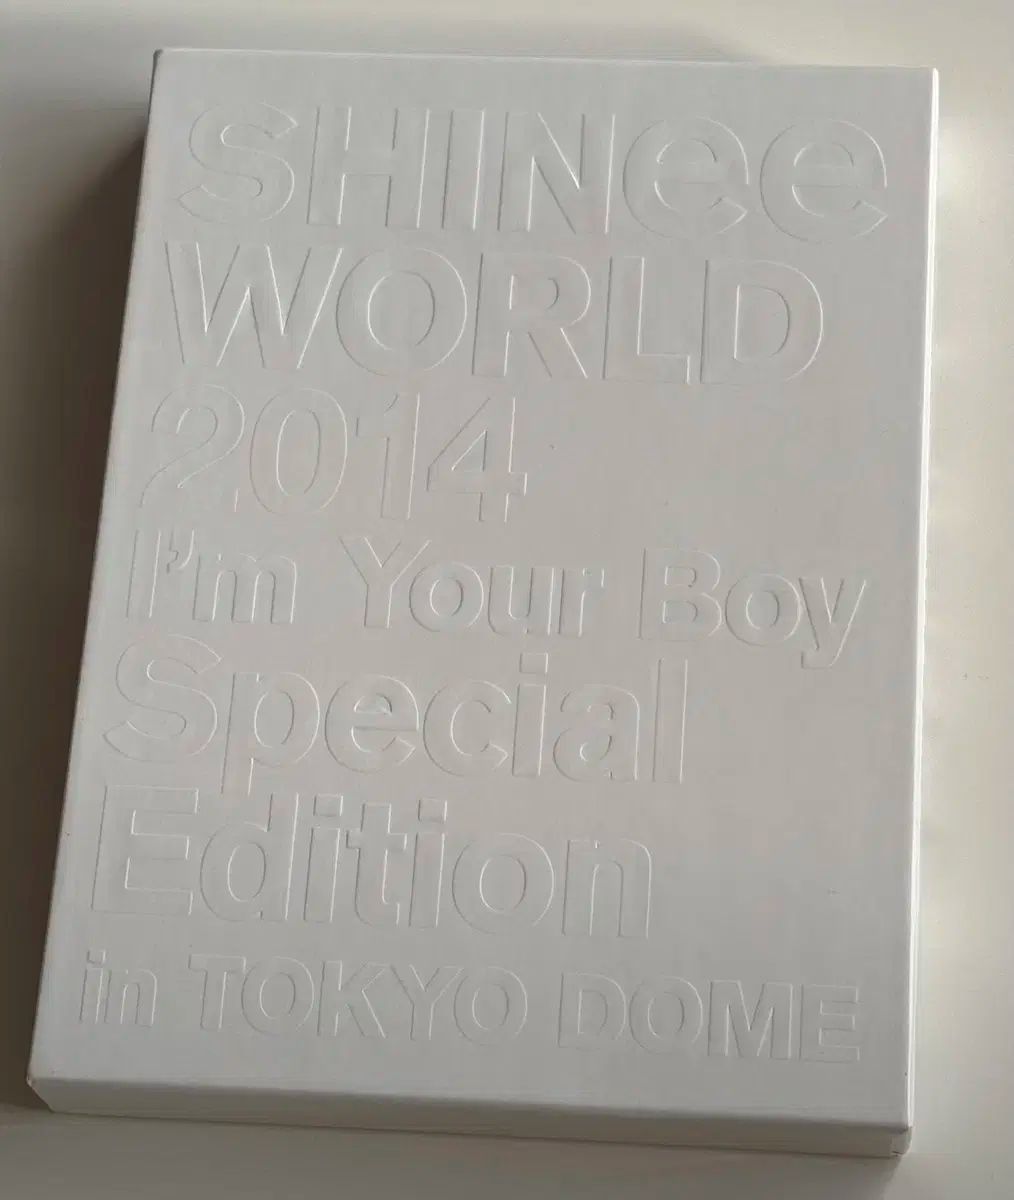 SHINee
WORLD
2014
I'm Your Boy
Special
Edition
in TOKYO DOME